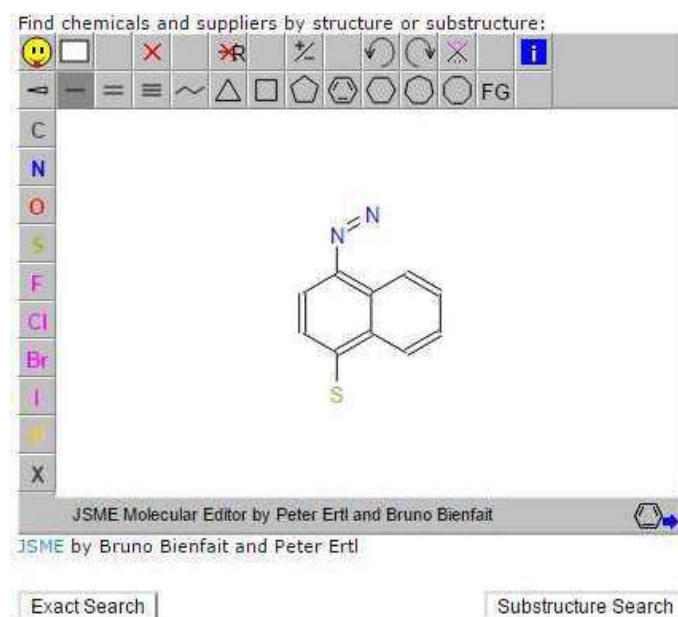 Find chemicals and suppliers by structure or substructure:
R +/- i
FG
C
N
O
S
F
Cl
Br
I
P
X
N
N
S
JSME Molecular Editor by Peter Ertl and Bruno Bienfait
JSME by Bruno Bienfait and Peter Ertl
Exact Search Substructure Search